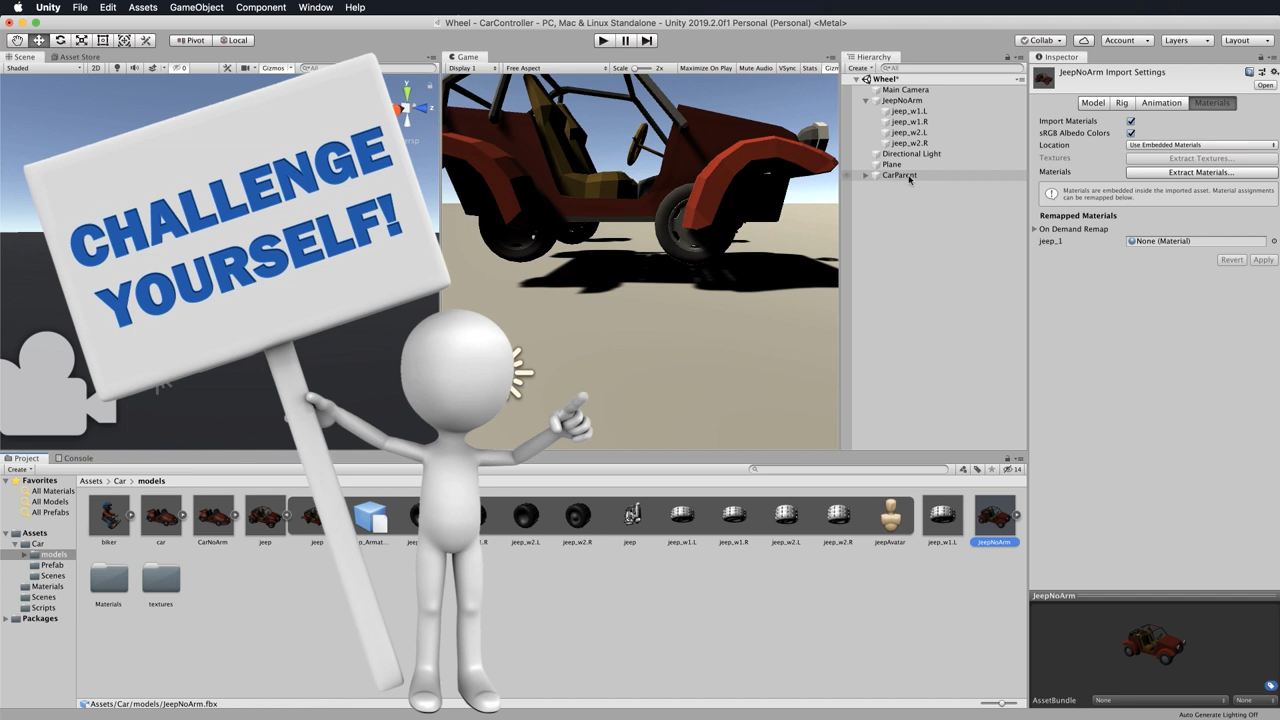 Unity File Edit Assets GameObject Component Window Help
Wheel - CarController - PC, Mac & Linux Standalone - Unity 2019.2.0f1 Personal (Personal) <Metal>
Pivot Local Collab Account Layers Layout
Scene Asset Store Game Hierarchy Inspector
Shaded 2D 0 Gizmos All Display 1 Free Aspect Scale 2x Maximize On Play Mute Audio VSync Stats Create All
CHALLENGE
YOURSELF!
Wheel*
Main Camera
JeepNoArm
jeep_w1.L
jeep_w1.R
jeep_w2.L
jeep_w2.R
Directional Light
Plane
CarParent
JeepNoArm Import Settings
Open
Model Rig Animation Materials
Import Materials
sRGB Albedo Colors
Location Use Embedded Materials
Textures Extract Textures...
Materials Extract Materials...
Materials are embedded inside the imported asset. Material assignments
can be remapped below.
Remapped Materials
On Demand Remap
jeep_1 None (Material)
Revert Apply
Project Console
Create 14
Favorites
All Materials
All Models
All Prefabs
Assets
Car
models
Prefab
Scenes
Materials
Scenes
Scripts
Packages
Assets Car models
biker car CarNoArm jeep jeep_w2.L jeep_w2.R jeep jeep_w1.L jeep_w1.R jeep_w2.L jeep_w2.R jeepAvatar jeep_w1.L JeepNoArm
Materials textures
Assets/Car/models/JeepNoArm.fbx
JeepNoArm
AssetBundle None None
Auto Generate Lighting Off